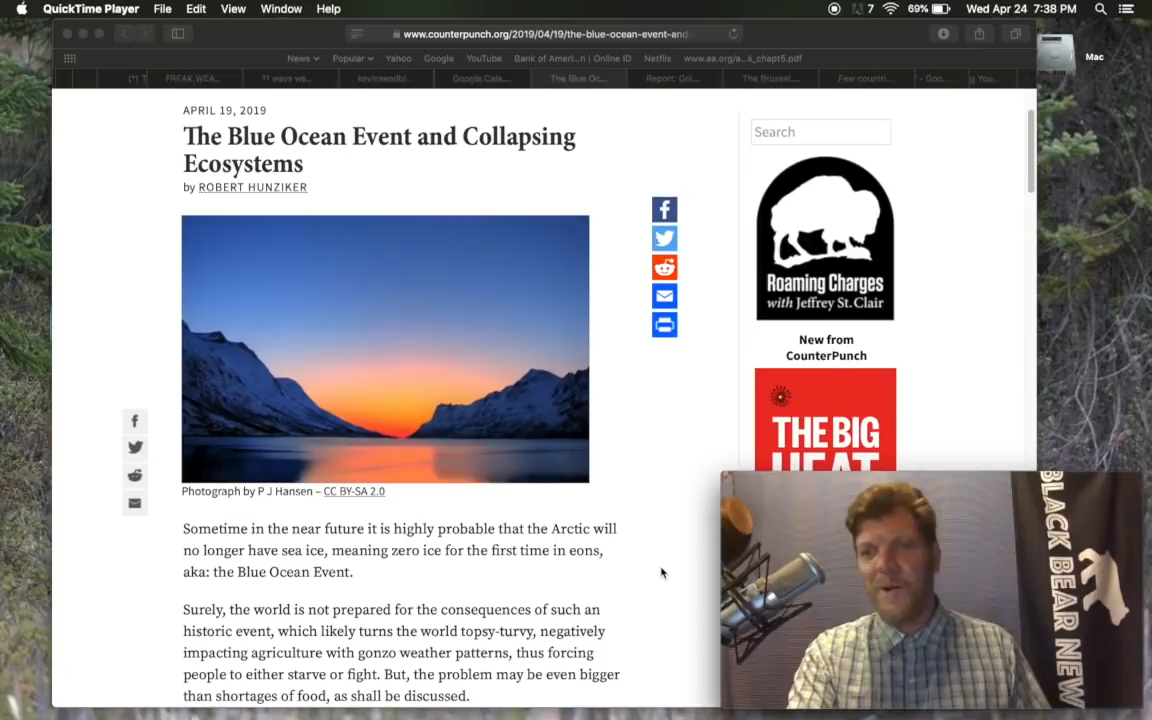 QuickTime Player File Edit View Window Help 7 69% Wed Apr 24 7:38 PM
www.counterpunch.org/2019/04/19/the-blue-ocean-event-and-
News Popular Yahoo Google YouTube Bank of Ameri...n | Online ID Netflix www.aa.org/a...k_chapt5.pdf
(*) T FREAK WEA... 11 ways we... kevinsandbl... Google Cale... The Blue Oc... Report: Gol... The Brussel... Few countri... - Goo... g You...
Mac
APRIL 19, 2019
The Blue Ocean Event and Collapsing
Ecosystems
by ROBERT HUNZIKER
Search
Roaming Charges
with Jeffrey St. Clair
New from
CounterPunch
THE BIG
HEAT
Photograph by P J Hansen – CC BY-SA 2.0
Sometime in the near future it is highly probable that the Arctic will
no longer have sea ice, meaning zero ice for the first time in eons,
aka: the Blue Ocean Event.
Surely, the world is not prepared for the consequences of such an
historic event, which likely turns the world topsy-turvy, negatively
impacting agriculture with gonzo weather patterns, thus forcing
people to either starve or fight. But, the problem may be even bigger
than shortages of food, as shall be discussed.
BLACK BEAR NEW